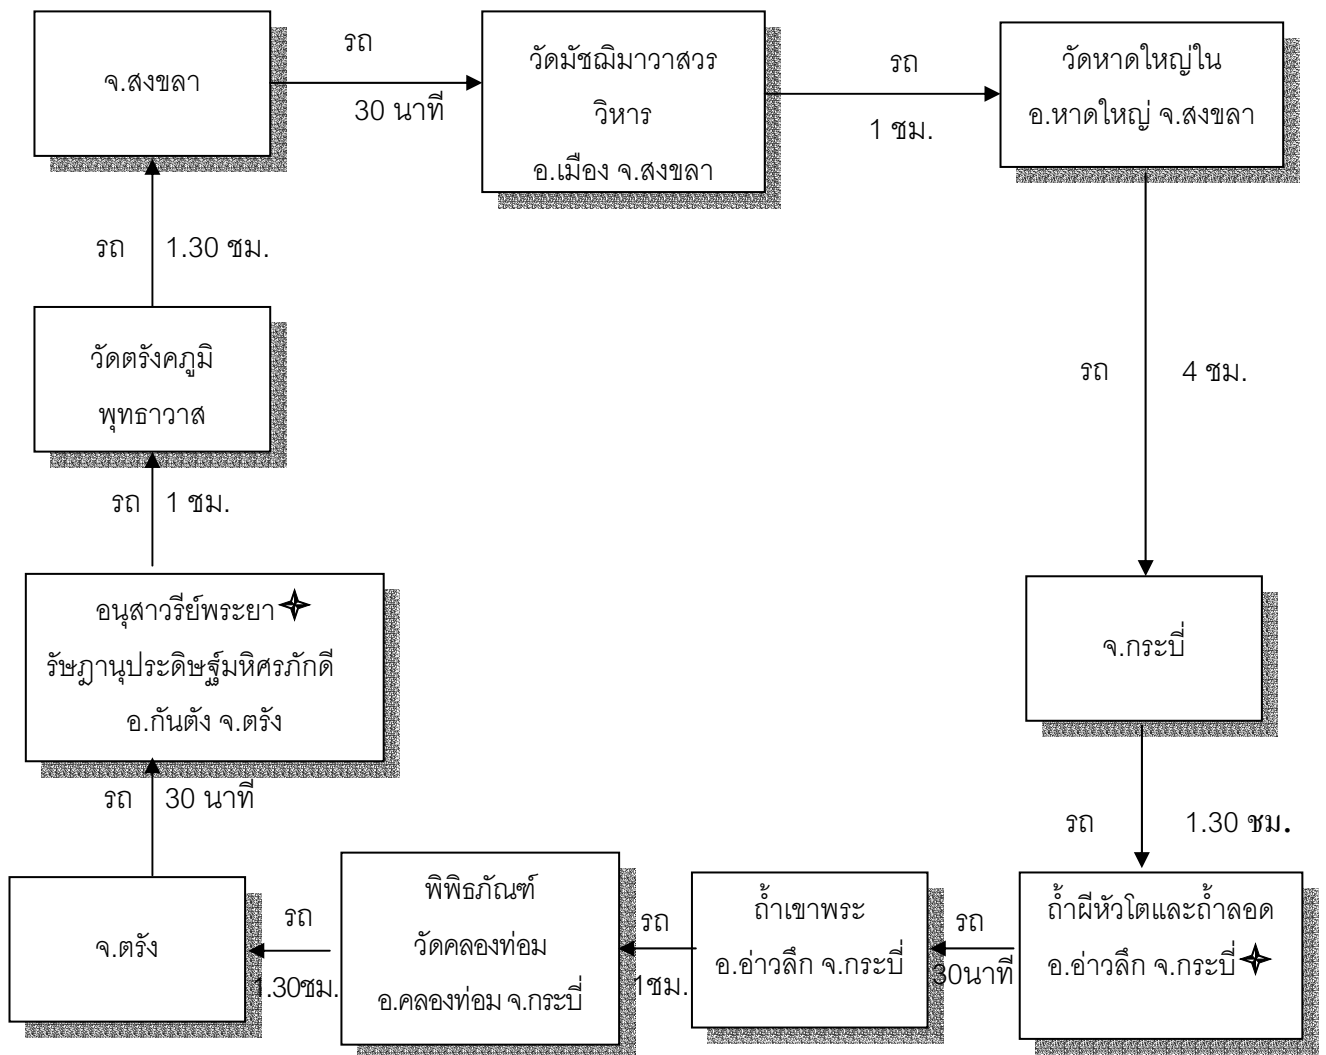 จ.สงขลา
รถ
30 นาที
วัดมัชฌิมาวาสวร
วิหาร
อ.เมือง จ.สงขลา
รถ
1 ชม.
วัดหาดใหญ่ใน
อ.หาดใหญ่ จ.สงขลา
รถ 4 ชม.
จ.กระบี่
รถ 1.30 ชม.
ถ้ำผีหัวโตและถ้ำลอด
อ.อ่าวลึก จ.กระบี่
รถ
30นาที
ถ้ำเขาพระ
อ.อ่าวลึก จ.กระบี่
รถ
1ชม.
พิพิธภัณฑ์
วัดคลองท่อม
อ.คลองท่อม จ.กระบี่
รถ
1.30ชม.
จ.ตรัง
รถ 30 นาที
อนุสาวรีย์พระยา
รัษฎานุประดิษฐ์มหิศรภักดี
อ.กันตัง จ.ตรัง
รถ 1 ชม.
วัดตรังคภูมิ
พุทธาวาส
รถ 1.30 ชม.